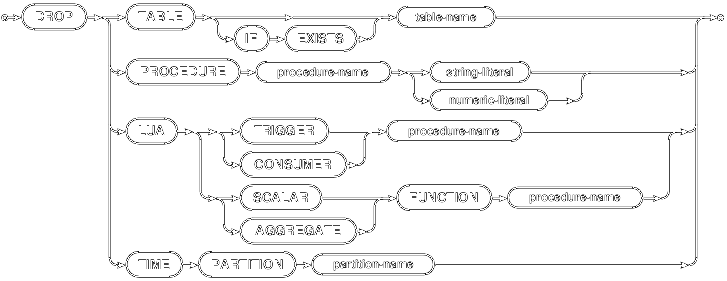 DROP TABLE table-name
IF EXISTS
PROCEDURE procedure-name string-literal
numeric-literal
LUA TRIGGER procedure-name
CONSUMER
SCALAR FUNCTION procedure-name
AGGREGATE
TIME PARTITION partition-name